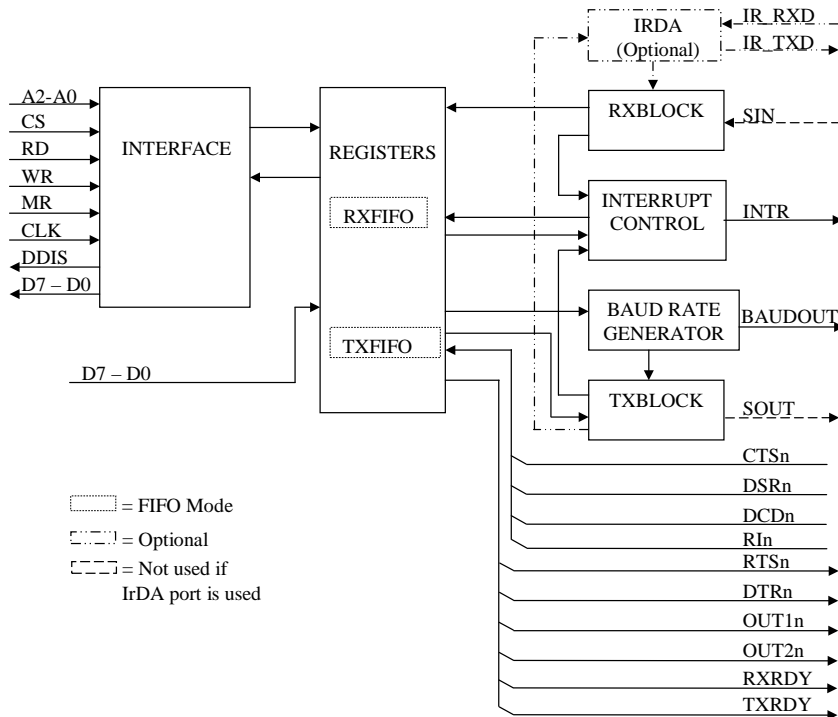 IRDA
(Optional)
IR_RXD
IR_TXD
A2-A0
CS
RD
WR
MR
CLK
DDIS
D7 – D0
INTERFACE
REGISTERS
RXFIFO
TXFIFO
RXBLOCK
SIN
INTERRUPT
CONTROL
INTR
BAUD RATE
GENERATOR
BAUDOUT
TXBLOCK
SOUT
D7 – D0
CTSn
DSRn
DCDn
RIn
RTSn
DTRn
OUT1n
OUT2n
RXRDY
TXRDY
= FIFO Mode
= Optional
= Not used if
IrDA port is used